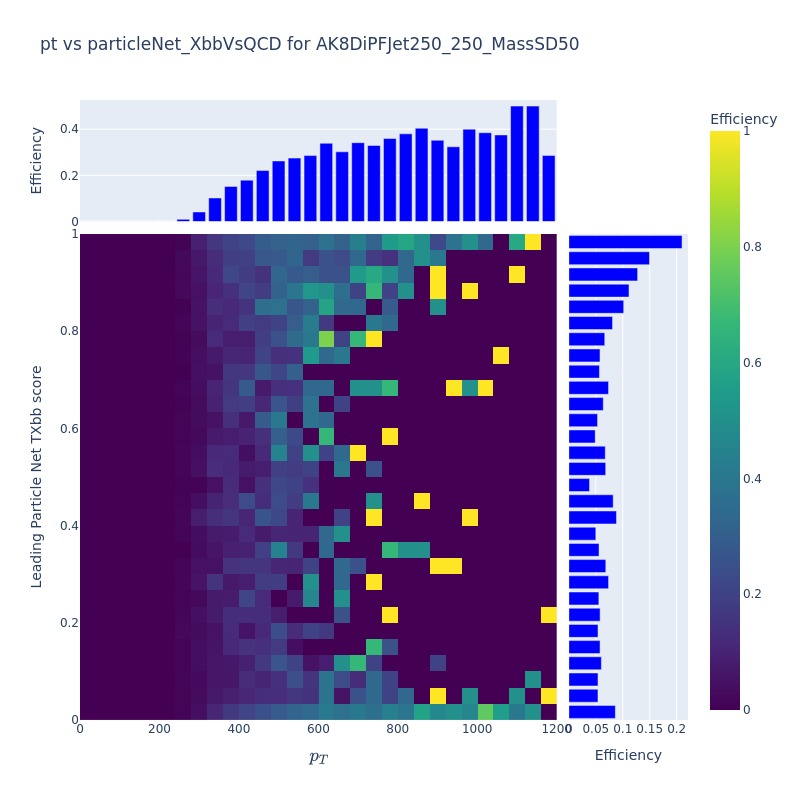 pt vs particleNet_XbbVsQCD for AK8DiPFJet250_250_MassSD50
Efficiency
0.4
0.2
0
Efficiency
1
0.8
0.6
0.4
0.2
0
Leading Particle Net TXbb score
1
0.8
0.6
0.4
0.2
0
0 200 400 600 800 1000 1200
p_T
0 0.05 0.1 0.15 0.2
Efficiency